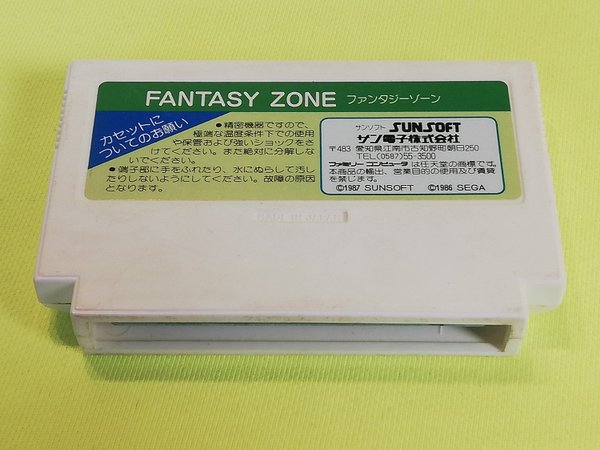 FANTASY ZONE ファンタジーゾーン
カセットに
ついてのお願い
●精密機器ですので、
極端な温度条件下での使用
や保管および強いショックをさ
けてください。また絶対に分解しな
いでください。
●端子部に手をふれたり、水にぬらして汚し
たりしないようにしてください。故障の原因
となります。
サンソフト SUNSOFT
サン電子株式会社
〒483 愛知県江南市古知野町朝日250
TEL.(0587)55-3500
ファミリーコンピュータは任天堂の商標です。
本商品の輸出、営業目的の使用及び賃貸
を禁じます。
©1987 SUNSOFT ©1986 SEGA